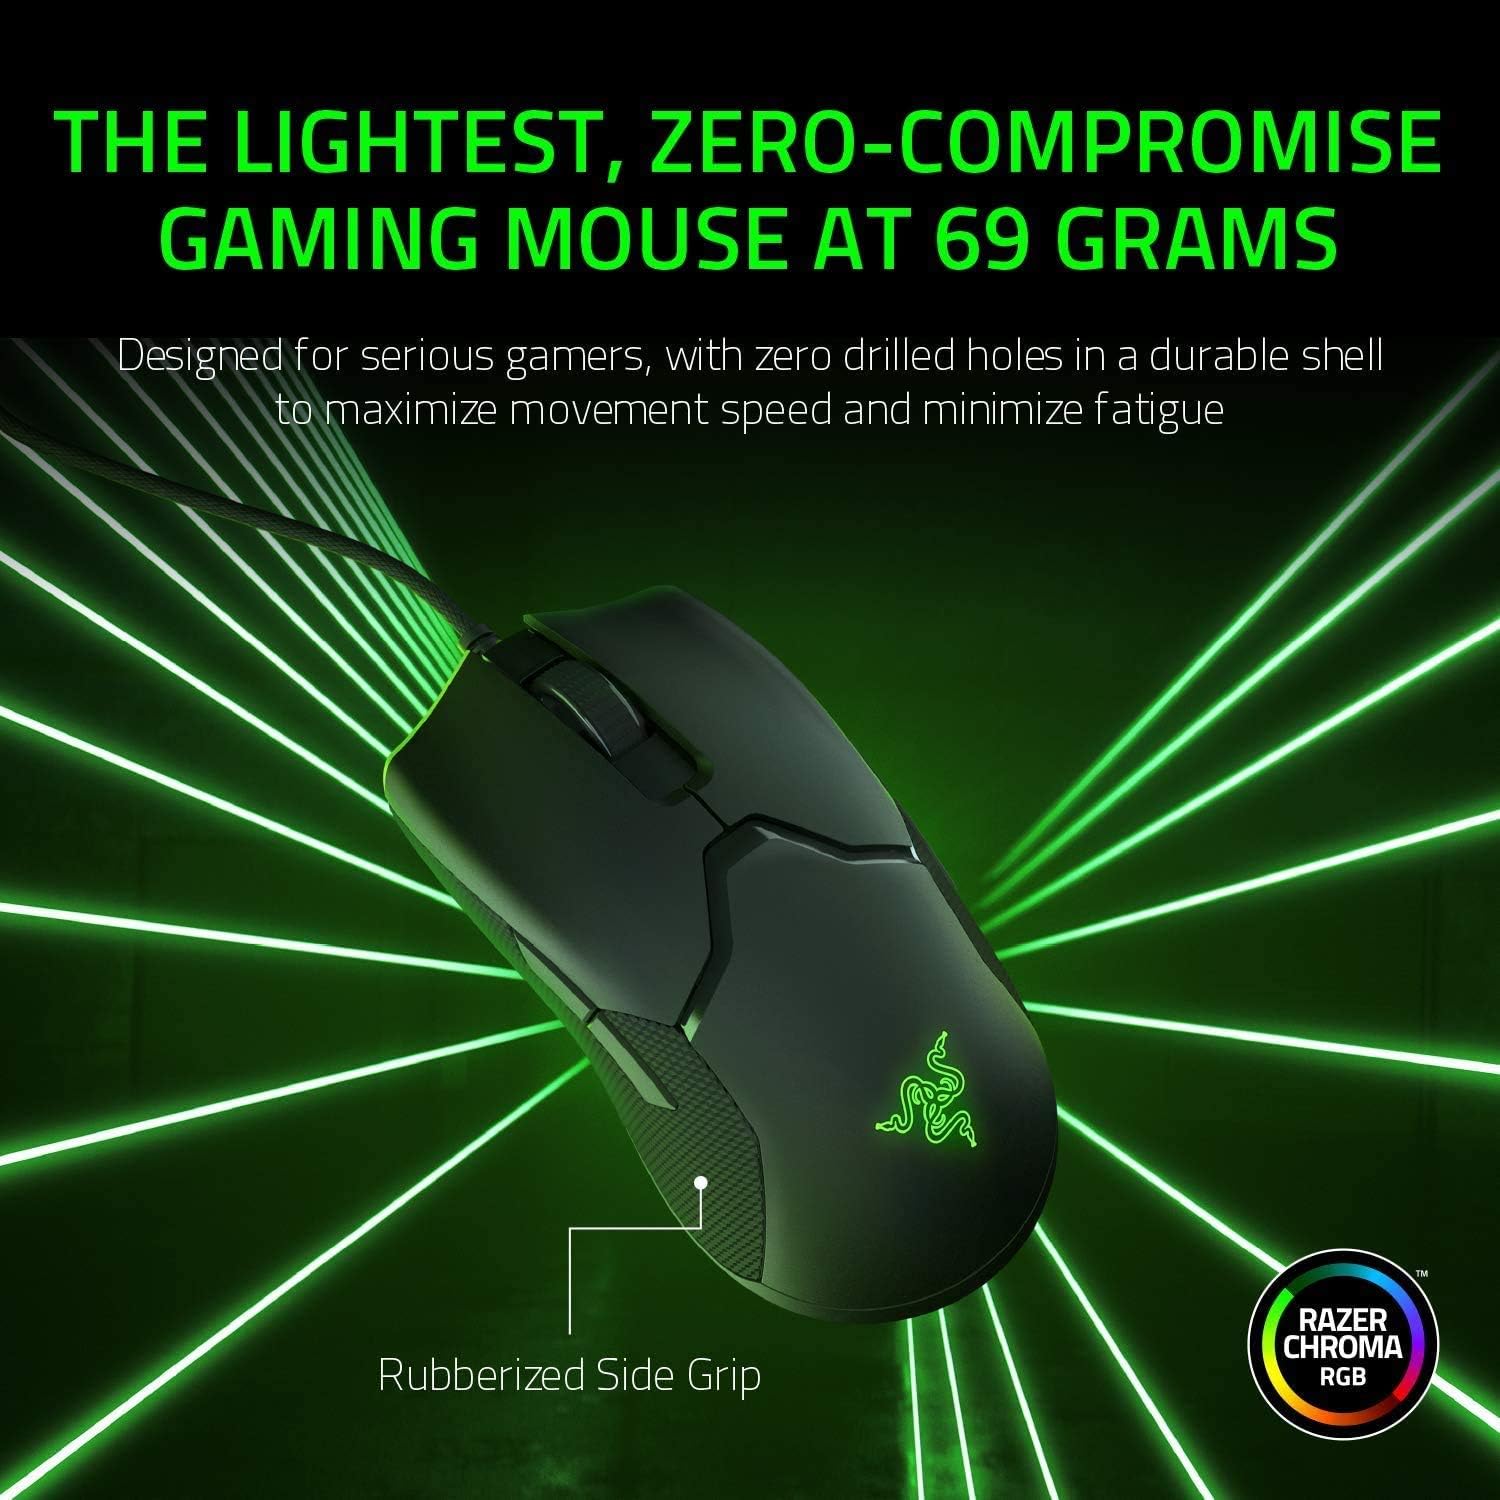 THE LIGHTEST, ZERO-COMPROMISE
GAMING MOUSE AT 69 GRAMS
Designed for serious gamers, with zero drilled holes in a durable shell
to maximize movement speed and minimize fatigue
Rubberized Side Grip
TM
RAZER
CHROMA
RGB